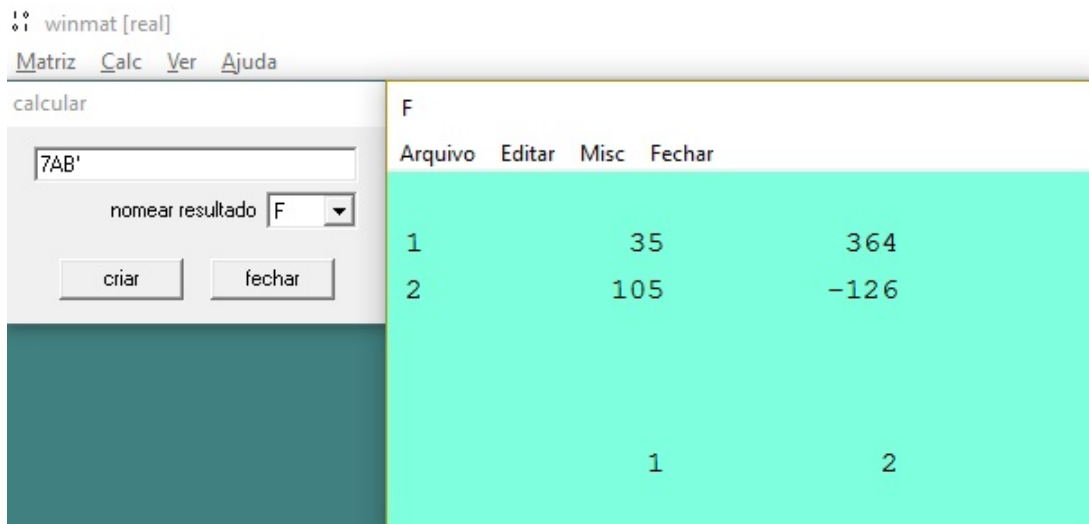 winmat [real]
Matriz Calc Ver Ajuda
calcular
7AB'
nomear resultado F
criar fechar
F
Arquivo Editar Misc Fechar
1 35 364
2 105 -126
1 2